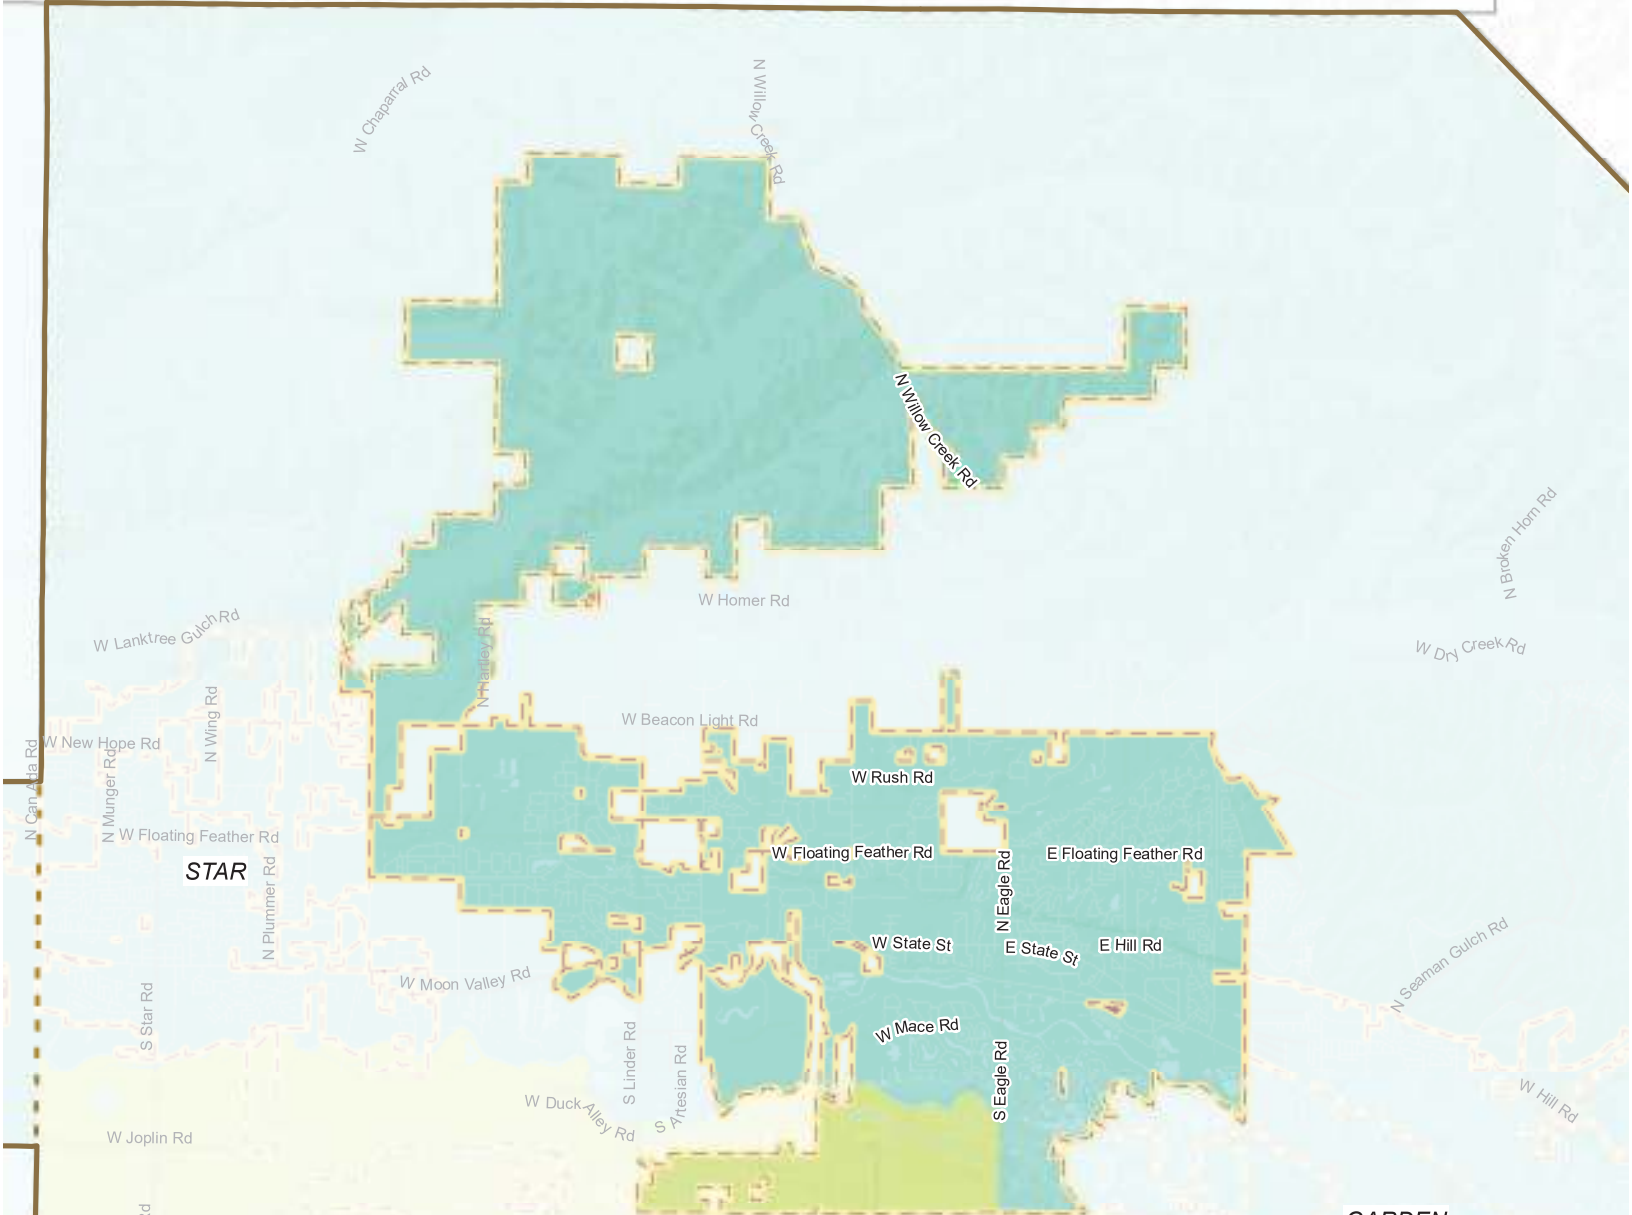 W Chaparral Rd
N Willow Creek Rd
N Willow Creek Rd
N Broken Horn Rd
W Homer Rd
W Lanktree Gulch Rd
W Dry Creek Rd
N Hartley Rd
N Wing Rd
W Beacon Light Rd
W New Hope Rd
N Can Ada Rd
N Munger Rd
W Rush Rd
W Floating Feather Rd
W Floating Feather Rd
E Floating Feather Rd
STAR
N Eagle Rd
N Plummer Rd
W State St
E State St
E Hill Rd
N Seaman Gulch Rd
W Moon Valley Rd
S Star Rd
W Mace Rd
S Linder Rd
S Artesian Rd
S Eagle Rd
W Duck Alley Rd
W Hill Rd
W Joplin Rd